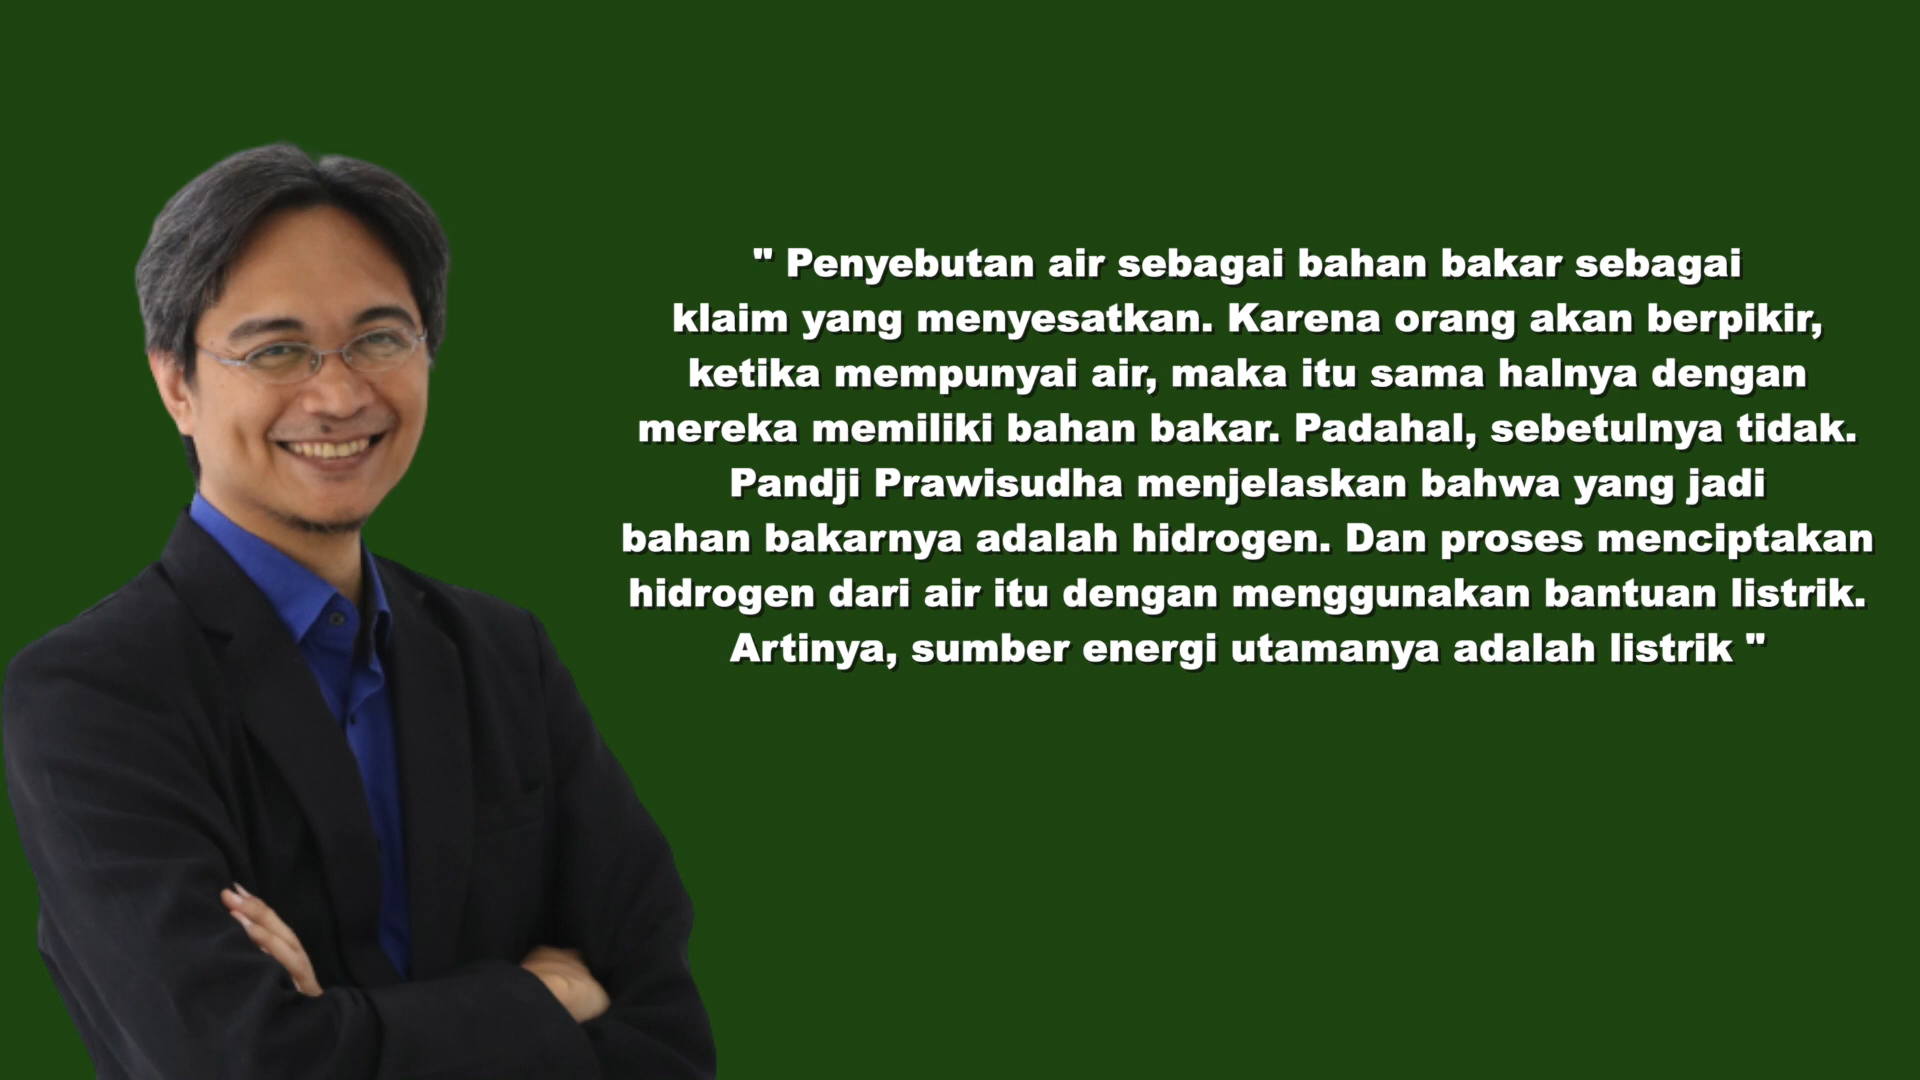 " Penyebutan air sebagai bahan bakar sebagai
klaim yang menyesatkan. Karena orang akan berpikir,
ketika mempunyai air, maka itu sama halnya dengan
mereka memiliki bahan bakar. Padahal, sebetulnya tidak.
Pandji Prawisudha menjelaskan bahwa yang jadi
bahan bakarnya adalah hidrogen. Dan proses menciptakan
hidrogen dari air itu dengan menggunakan bantuan listrik.
Artinya, sumber energi utamanya adalah listrik "